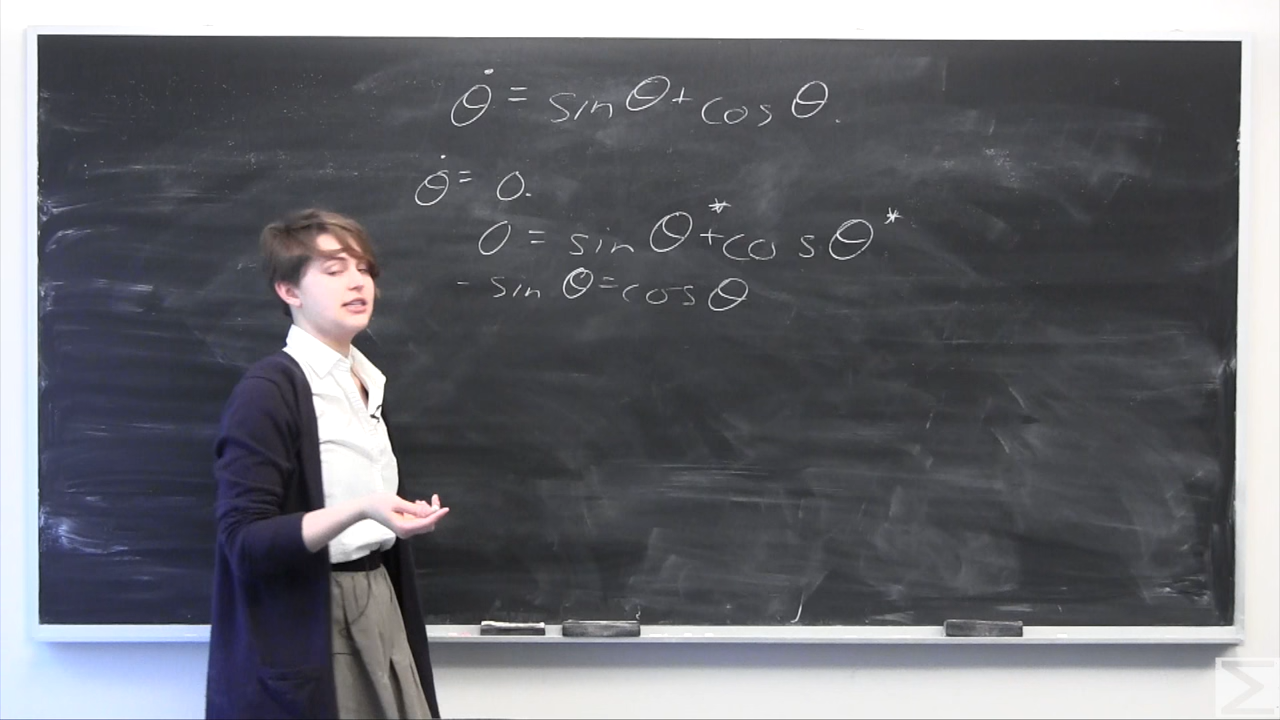 θ̇ = sin θ + cos θ.
θ̇ = 0.
0 = sin θ* + cos θ*
- sin θ = cos θ
Σ